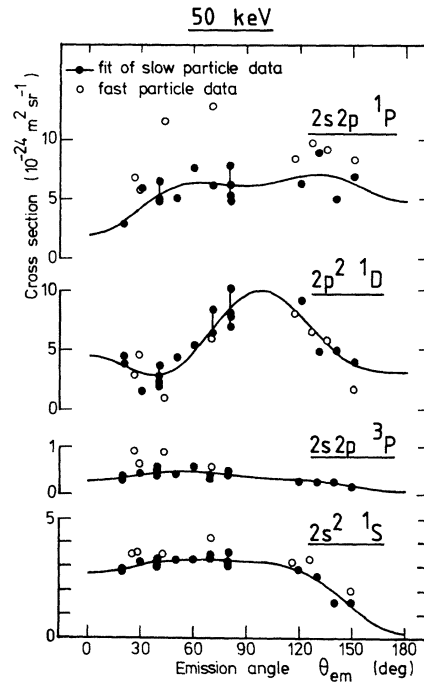 50 keV
fit of slow particle data
fast particle data
2s2p ¹P
10
5
0
2p² ¹D
10
5
0
2s2p ³P
1
0
2s² ¹S
5
0
0 30 60 90 120 150 180
Emission angle θem (deg)
Cross section (10⁻²⁴ m² sr⁻¹)